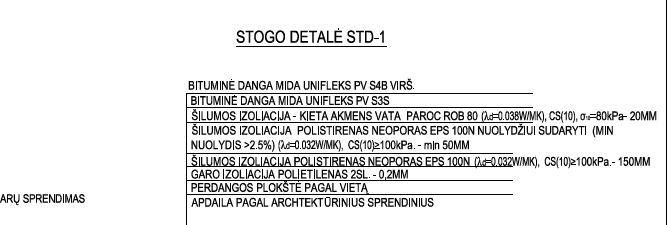 STOGO DETALĖ STD-1
BITUMINĖ DANGA MIDA UNIFLEKS PV S4B VIRŠ.
BITUMINĖ DANGA MIDA UNIFLEKS PV S3S
ŠILUMOS IZOLIACIJA - KIETA AKMENS VATA PAROC ROB 80 (λd=0.038W/MK), CS(10), σ₁₀=80kPa- 20MM
ŠILUMOS IZOLIACIJA POLISTIRENAS NEOPORAS EPS 100N NUOLYDŽIUI SUDARYTI (MIN
NUOLYDIS >2.5%) (λd=0.032W/MK), CS(10)≥100kPa. - min 50MM
ŠILUMOS IZOLIACIJA POLISTIRENAS NEOPORAS EPS 100N (λd=0.032W/MK), CS(10)≥100kPa.- 150MM
GARO IZOLIACIJA POLIETILENAS 2SL. - 0,2MM
PERDANGOS PLOKŠTĖ PAGAL VIETĄ
ARŲ SPRENDIMAS
APDAILA PAGAL ARCHTEKTŪRINIUS SPRENDINIUS